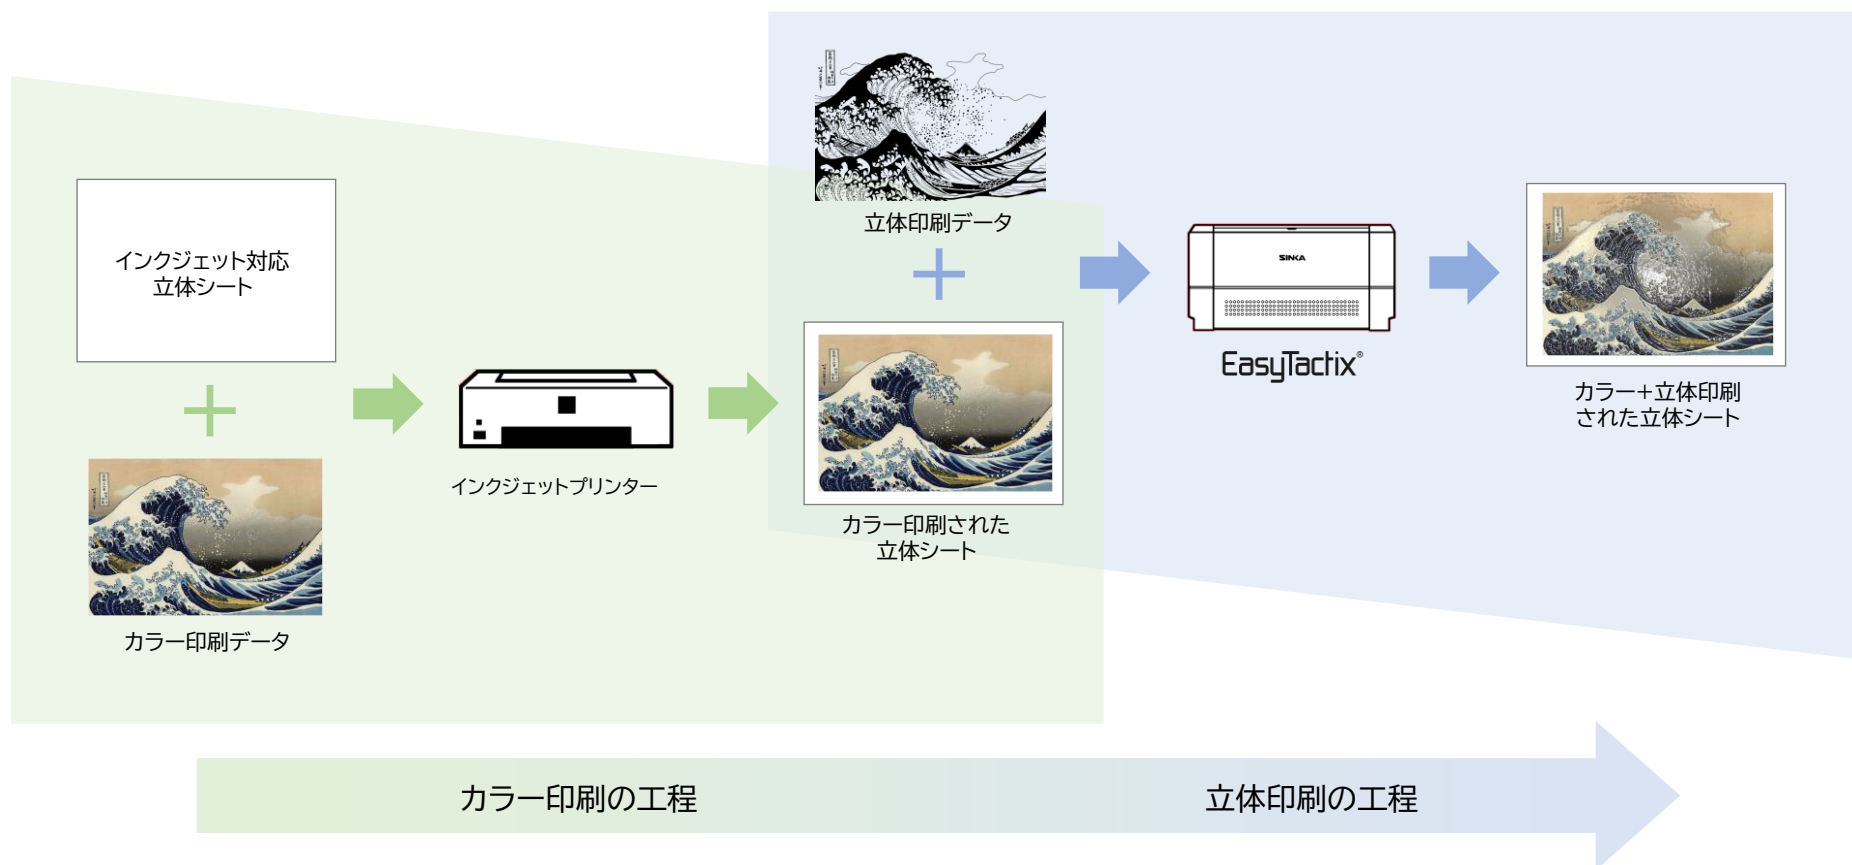 インクジェット対応
立体シート
カラー印刷データ
インクジェットプリンター
立体印刷データ
カラー印刷された
立体シート
SINKA
EasyTactix®
カラー+立体印刷
された立体シート
カラー印刷の工程
立体印刷の工程